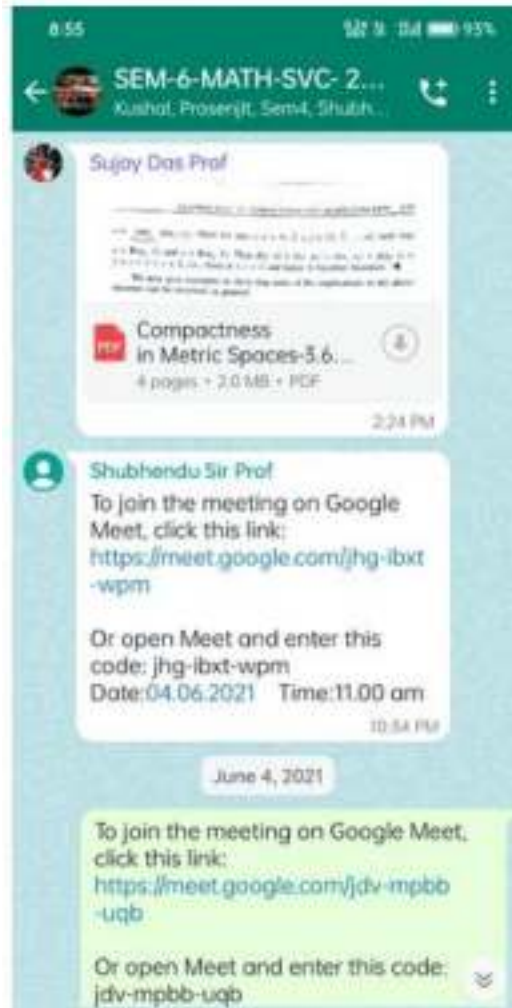 8:55
93%
SEM-6-MATH-SVC- 2...
Kushal, Prosenjit, Sem4, Shubh...
Sujoy Das Prof
PDF
Compactness
in Metric Spaces-3.6...
4 pages • 2.0 MB • PDF
2:24 PM
Shubhendu Sir Prof
To join the meeting on Google
Meet, click this link:
https://meet.google.com/jhg-ibxt
-wpm
Or open Meet and enter this
code: jhg-ibxt-wpm
Date:04.06.2021 Time:11.00 am
10:54 PM
June 4, 2021
To join the meeting on Google Meet,
click this link:
https://meet.google.com/jdv-mpbb
-uqb
Or open Meet and enter this code:
jdv-mpbb-uqb